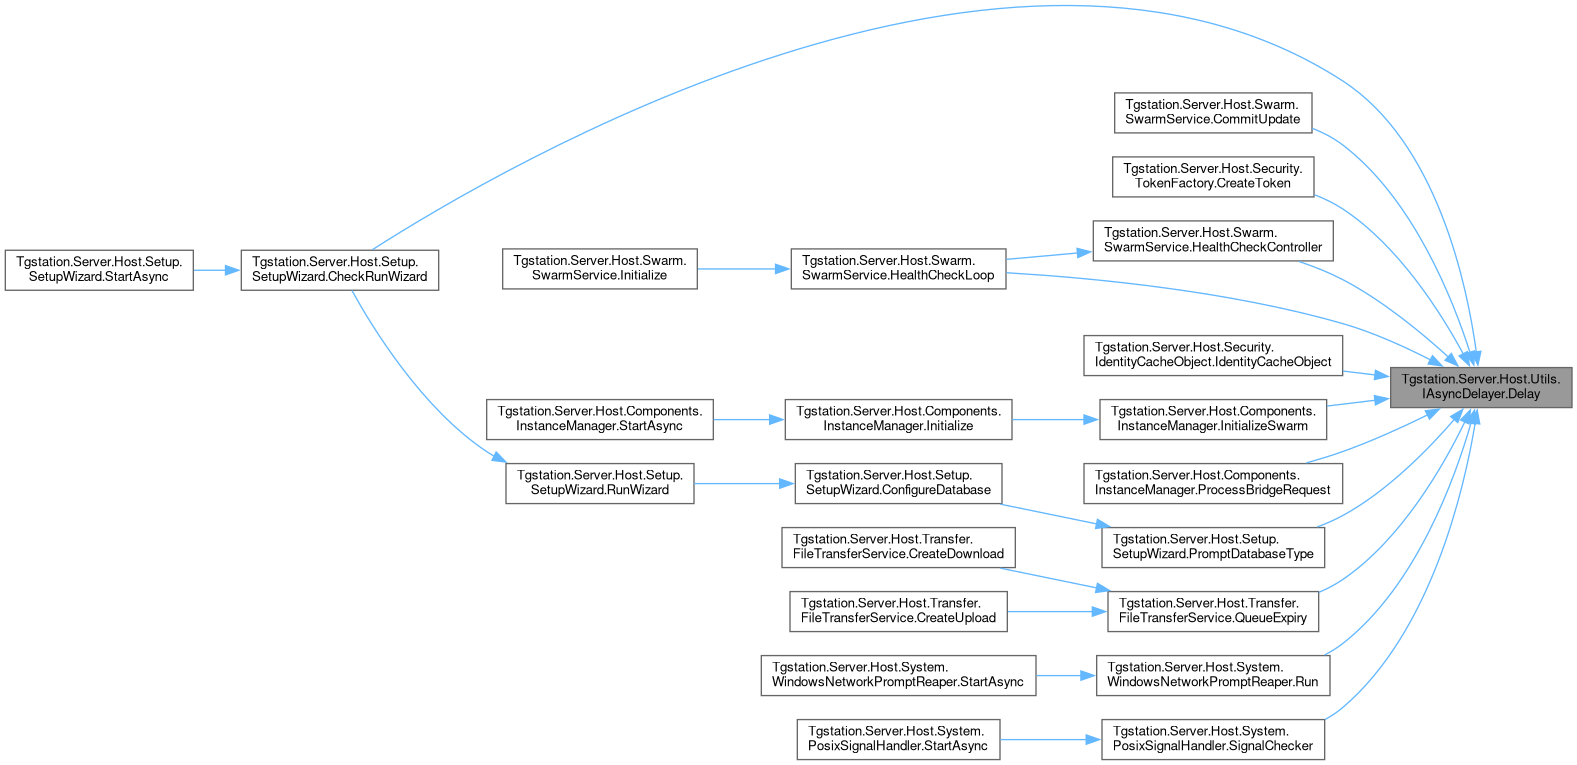 Tgstation.Server.Host.Swarm.
SwarmService.CommitUpdate
Tgstation.Server.Host.Security.
TokenFactory.CreateToken
Tgstation.Server.Host.Swarm.
SwarmService.HealthCheckController
Tgstation.Server.Host.Setup.
SetupWizard.StartAsync
Tgstation.Server.Host.Setup.
SetupWizard.CheckRunWizard
Tgstation.Server.Host.Swarm.
SwarmService.Initialize
Tgstation.Server.Host.Swarm.
SwarmService.HealthCheckLoop
Tgstation.Server.Host.Security.
IdentityCacheObject.IdentityCacheObject
Tgstation.Server.Host.Utils.
IAsyncDelayer.Delay
Tgstation.Server.Host.Components.
InstanceManager.StartAsync
Tgstation.Server.Host.Components.
InstanceManager.Initialize
Tgstation.Server.Host.Components.
InstanceManager.InitializeSwarm
Tgstation.Server.Host.Setup.
SetupWizard.RunWizard
Tgstation.Server.Host.Setup.
SetupWizard.ConfigureDatabase
Tgstation.Server.Host.Components.
InstanceManager.ProcessBridgeRequest
Tgstation.Server.Host.Transfer.
FileTransferService.CreateDownload
Tgstation.Server.Host.Setup.
SetupWizard.PromptDatabaseType
Tgstation.Server.Host.Transfer.
FileTransferService.CreateUpload
Tgstation.Server.Host.Transfer.
FileTransferService.QueueExpiry
Tgstation.Server.Host.System.
WindowsNetworkPromptReaper.StartAsync
Tgstation.Server.Host.System.
WindowsNetworkPromptReaper.Run
Tgstation.Server.Host.System.
PosixSignalHandler.StartAsync
Tgstation.Server.Host.System.
PosixSignalHandler.SignalChecker